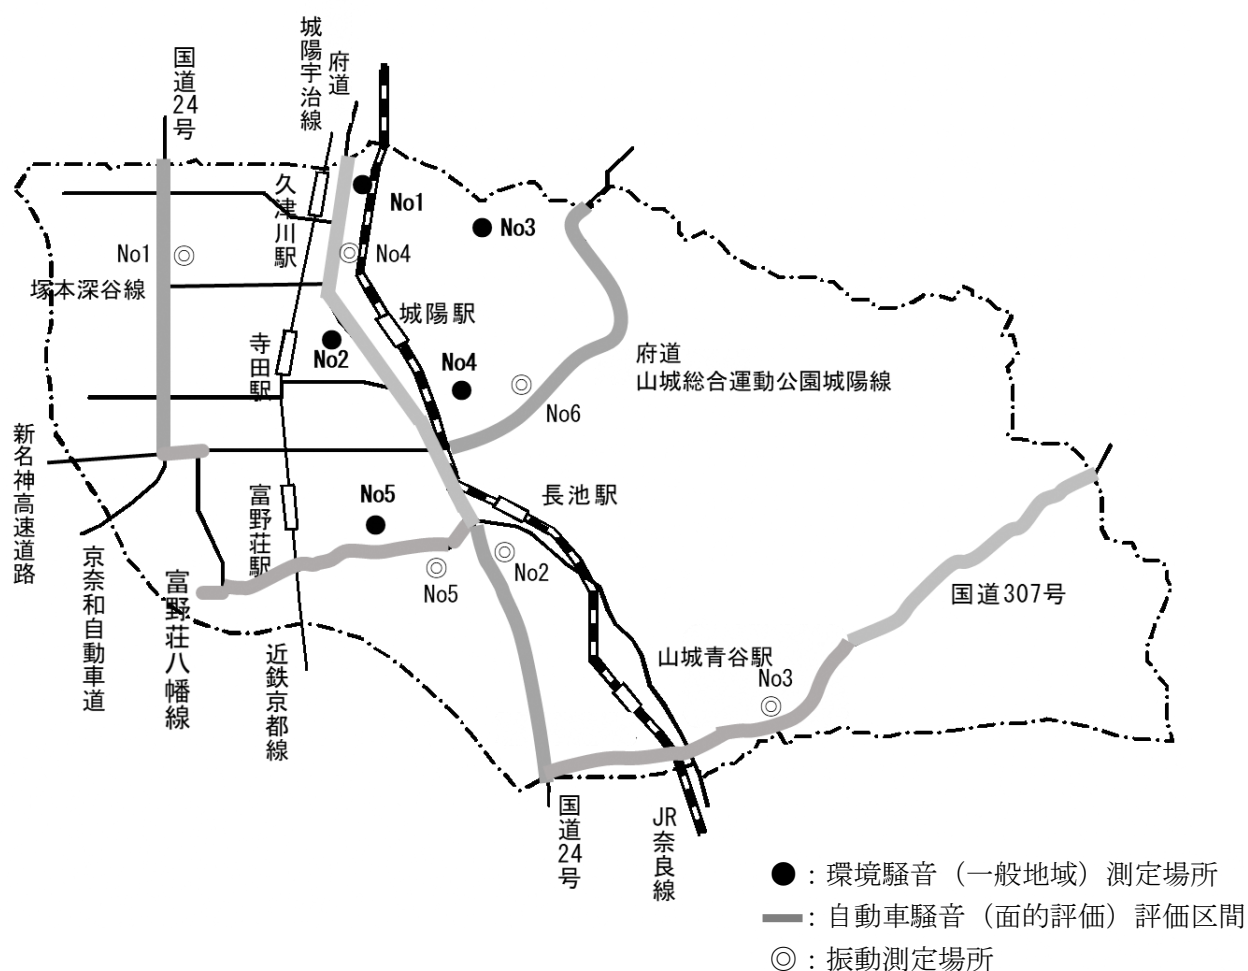 国道24号
城陽宇治線
府道
久津川駅
No1
No3
No1
No4
塚本深谷線
城陽駅
寺田駅
No2
No4
府道
山城総合運動公園城陽線
No6
新名神高速道路
富野荘駅
No5
長池駅
京奈和自動車道
富野荘八幡線
No5
No2
国道307号
近鉄京都線
山城青谷駅
No3
国道24号
JR奈良線
●：環境騒音（一般地域）測定場所
：自動車騒音（面的評価）評価区間
◎：振動測定場所